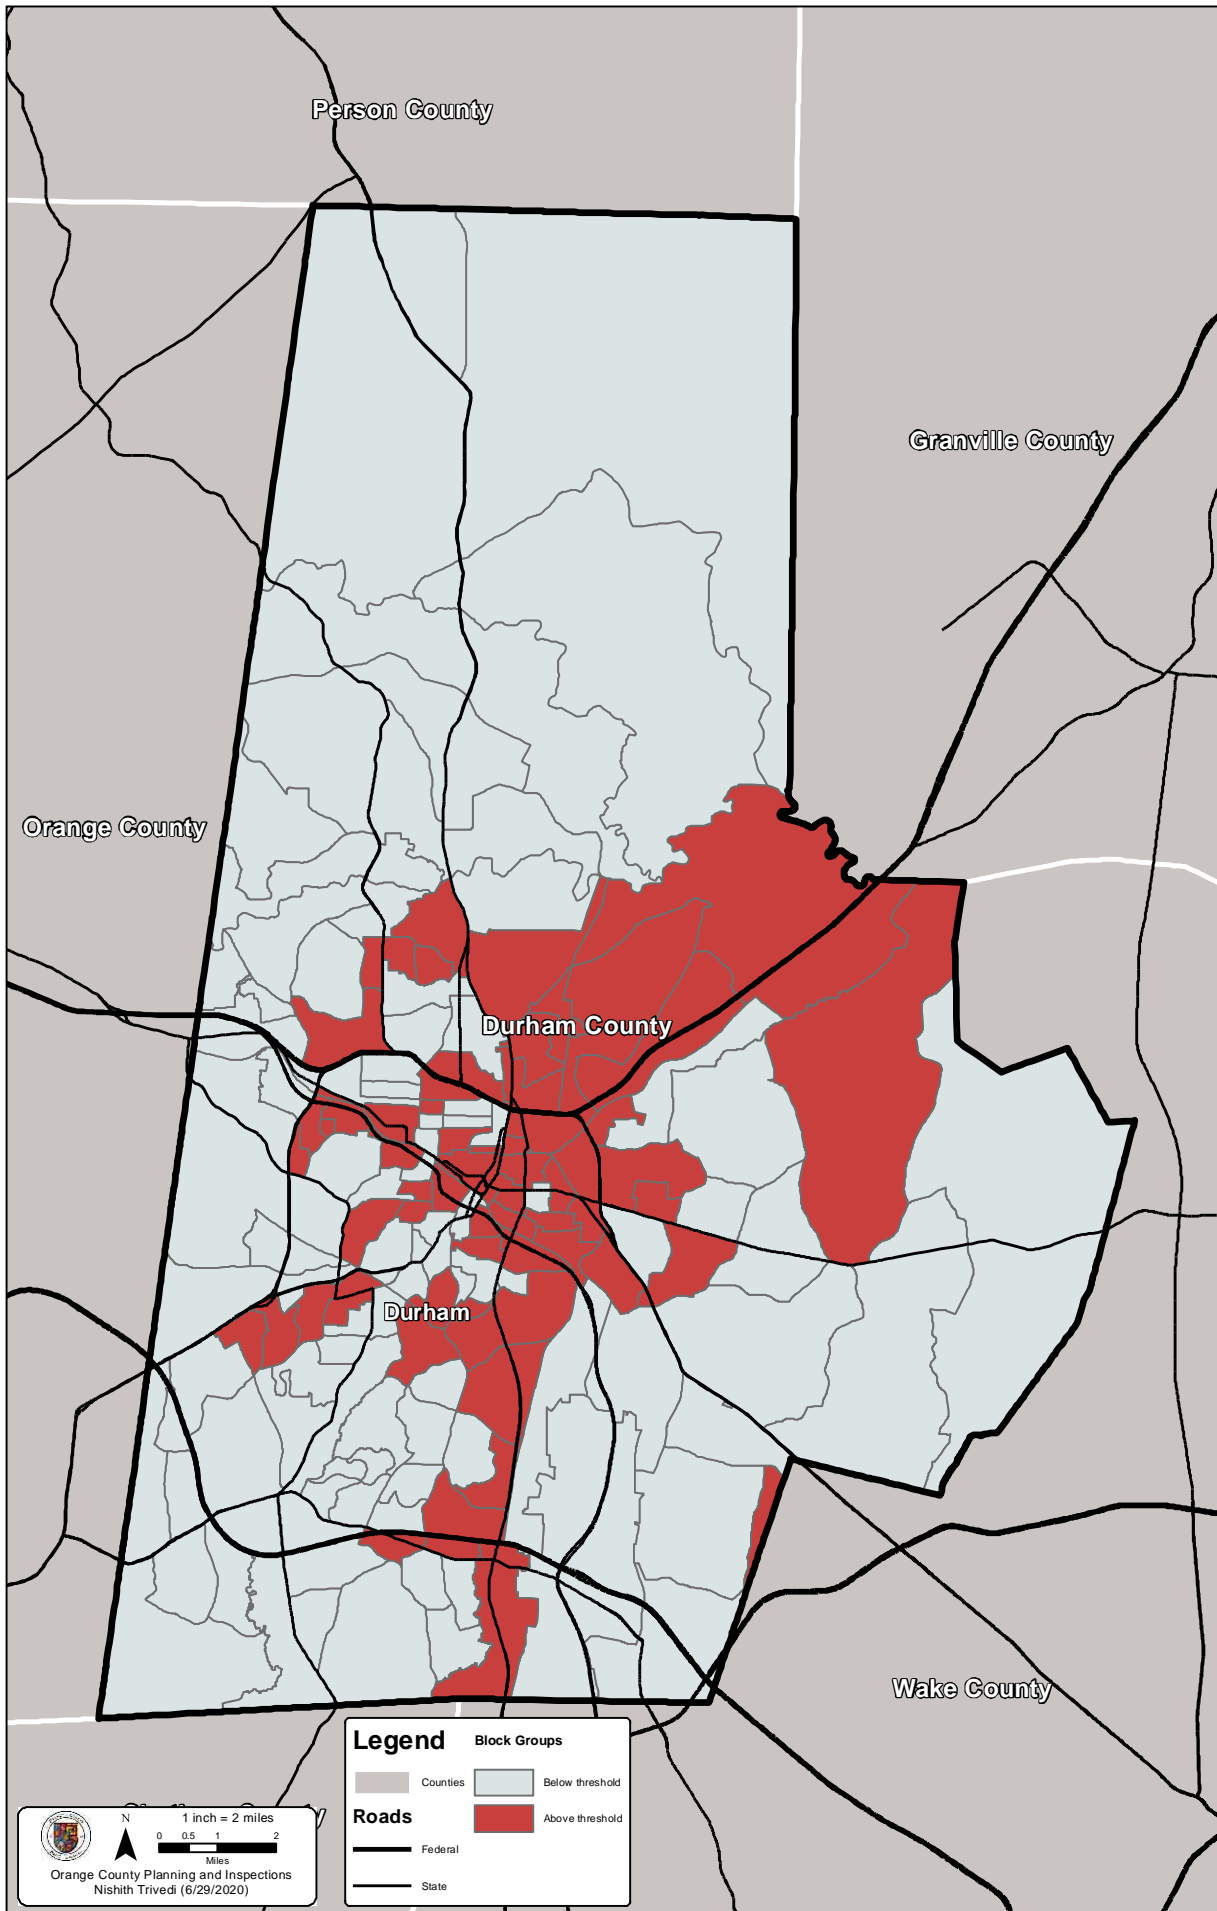 Person County
Granville County
Orange County
Durham County
Durham
Wake County
Legend
Block Groups
Counties
Below threshold
Roads
Above threshold
Federal
State
N
1 inch = 2 miles
0 0.5 1 2
Miles
Orange County Planning and Inspections
Nishith Trivedi (6/29/2020)